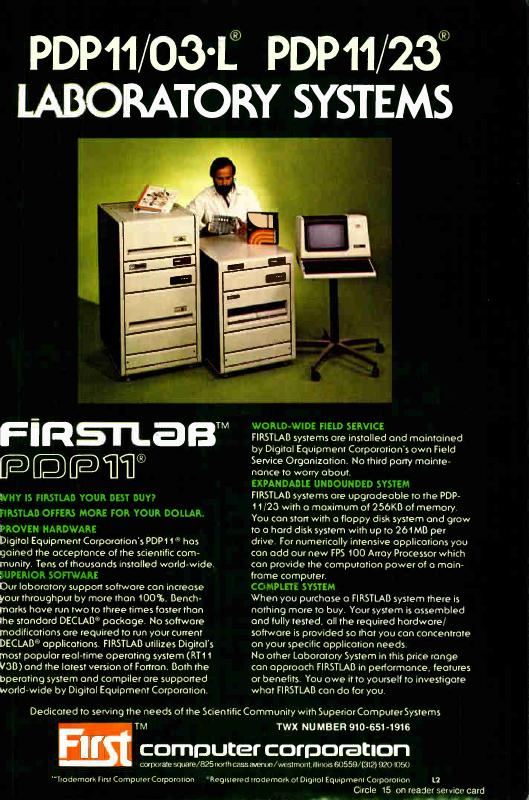 PDP11/03·L® PDP11/23®
LABORATORY SYSTEMS
FIRSTLAB™
PDP11®
WHY IS FIRSTLAB YOUR BEST BUY?
FIRSTLAB OFFERS MORE FOR YOUR DOLLAR.
PROVEN HARDWARE
Digital Equipment Corporation's PDP11® has
gained the acceptance of the scientific com-
munity. Tens of thousands installed world-wide.
SUPERIOR SOFTWARE
Our laboratory support software can increase
your throughput by more than 100%. Bench-
marks have run two to three times faster than
the standard DECLAB® package. No software
modifications are required to run your current
DECLAB® applications. FIRSTLAB utilizes Digital's
most popular real-time operating system (RT11
V3B) and the latest version of Fortran. Both the
operating system and compiler are supported
world-wide by Digital Equipment Corporation.
WORLD-WIDE FIELD SERVICE
FIRSTLAB systems are installed and maintained
by Digital Equipment Corporation's own Field
Service Organization. No third party mainte-
nance to worry about.
EXPANDABLE UNBOUNDED SYSTEM
FIRSTLAB systems are upgradeable to the PDP-
11/23 with a maximum of 256KB of memory.
You can start with a floppy disk system and grow
to a hard disk system with up to 261MB per
drive. For numerically intensive applications you
can add our new FPS 100 Array Processor which
can provide the computation power of a main-
frame computer.
COMPLETE SYSTEM
When you purchase a FIRSTLAB system there is
nothing more to buy. Your system is assembled
and fully tested, all the required hardware/
software is provided so that you can concentrate
on your specific application needs.
No other Laboratory System in this price range
can approach FIRSTLAB in performance, features
or benefits. You owe it to yourself to investigate
what FIRSTLAB can do for you.
Dedicated to serving the needs of the Scientific Community with Superior Computer Systems
TWX NUMBER 910-651-1916
First™ computer corporation
corporate square/825 north cass avenue/westmont, illinois 60559/(312) 920-1050
™Trademark First Computer Corporation ®Registered trademark of Digital Equipment Corporation L2
Circle 15 on reader service card